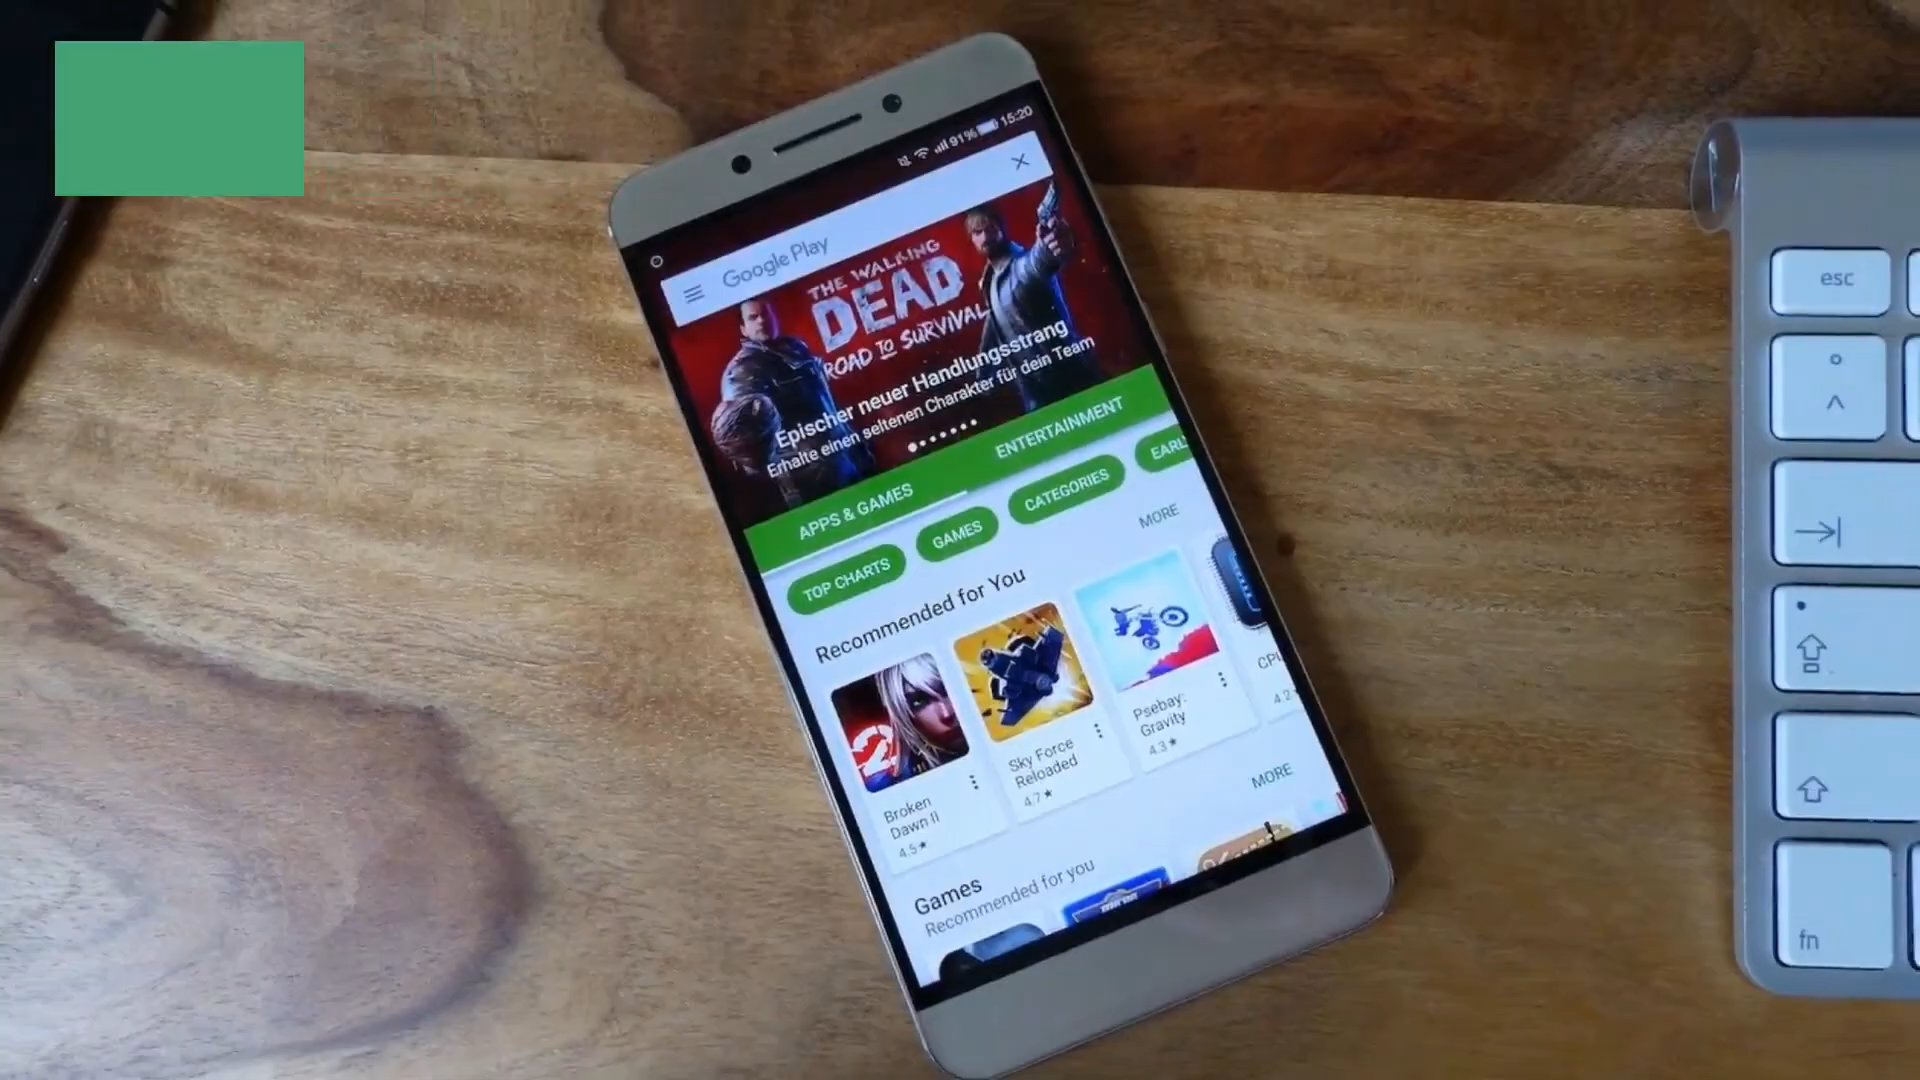 91% 15:20
Google Play
THE WALKING
DEAD
ROAD TO SURVIVAL
Epischer neuer Handlungsstrang
Erhalte einen seltenen Charakter für dein Team
APPS & GAMES ENTERTAINMENT
TOP CHARTS GAMES CATEGORIES
Recommended for You MORE
Broken
Dawn II
4.5★
Sky Force
Reloaded
4.7★
Psebay:
Gravity
4.3★
4.2
Games MORE
Recommended for you
esc
fn